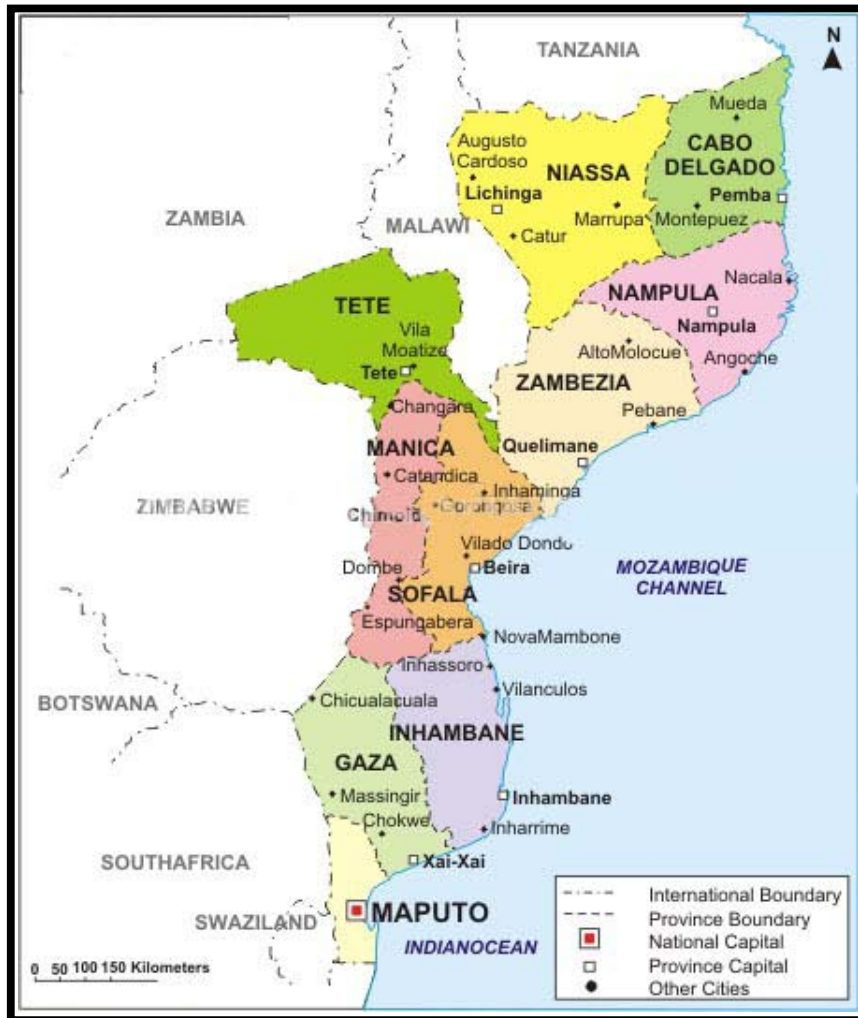 TANZANIA
N
Mueda
CABO
DELGADO
Augusto
Cardoso
NIASSA
Lichinga
Pemba
ZAMBIA
MALAWI
Marrupa
Montepuez
Catur
Nacala
NAMPULA
TETE
Nampula
Vila
Moatize
AltoMolocue
Angoche
Tete
ZAMBEZIA
Changara
Pebane
MANICA
Quelimane
Catandica
Inhaminga
ZIMBABWE
Gorongosa
Chimoio
Vilado Dondo
Dombe
Beira
MOZAMBIQUE
CHANNEL
SOFALA
Espungabera
NovaMambone
Inhassoro
BOTSWANA
Chicualacuala
Vilanculos
INHAMBANE
GAZA
Massingir
Inhambane
Chokwe
Inharrime
SOUTHAFRICA
Xai-Xai
SWAZILAND
MAPUTO
INDIANOCEAN
0 50 100 150 Kilometers
International Boundary
Province Boundary
National Capital
Province Capital
Other Cities